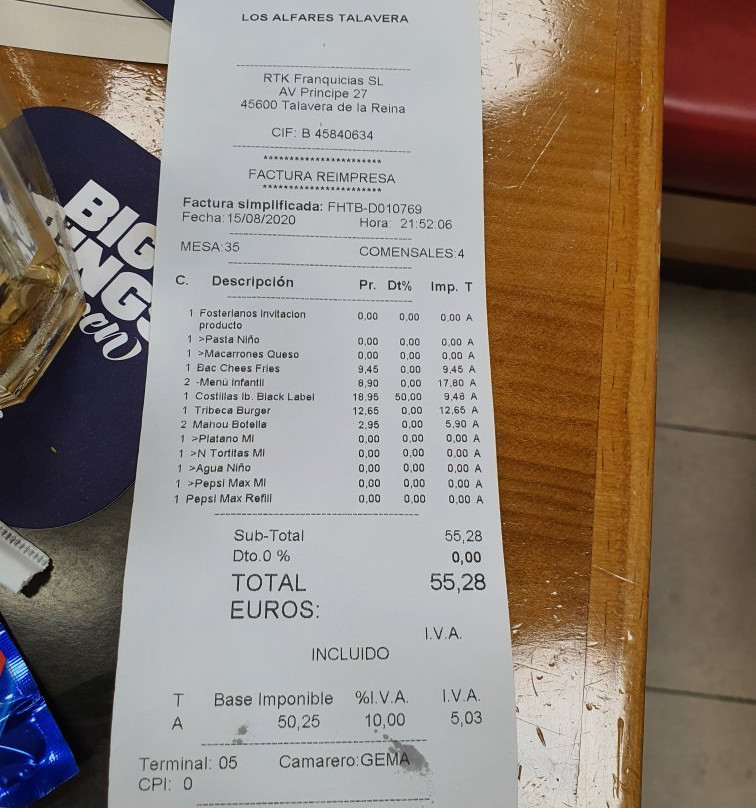 LOS ALFARES TALAVERA
RTK Franquicias SL
AV Principe 27
45600 Talavera de la Reina
CIF: B 45840634
***********************
FACTURA REIMPRESA
***********************
Factura simplificada: FHTB-D010769
Fecha:15/08/2020 Hora: 21:52:06
MESA:35 COMENSALES:4
C. Descripción Pr. Dt% Imp. T
1 Fosterianos Invitacion 0,00 0,00 0,00 A
producto
1 >Pasta Niño 0,00 0,00 0,00 A
1 >Macarrones Queso 0,00 0,00 0,00 A
1 Bac Chees Fries 9,45 0,00 9,45 A
2 -Menú Infantil 8,90 0,00 17,80 A
1 Costillas Ib. Black Label 18,95 50,00 9,48 A
1 Tribeca Burger 12,65 0,00 12,65 A
2 Mahou Botella 2,95 0,00 5,90 A
1 >Platano MI 0,00 0,00 0,00 A
1 >N Tortitas MI 0,00 0,00 0,00 A
1 >Agua Niño 0,00 0,00 0,00 A
1 >Pepsi Max MI 0,00 0,00 0,00 A
1 Pepsi Max Refill 0,00 0,00 0,00 A
Sub-Total 55,28
Dto.0 % 0,00
TOTAL 55,28
EUROS:
I.V.A.
INCLUIDO
T Base Imponible %I.V.A. I.V.A.
A 50,25 10,00 5,03
Terminal: 05 Camarero:GEMA
CPI: 0
BIG